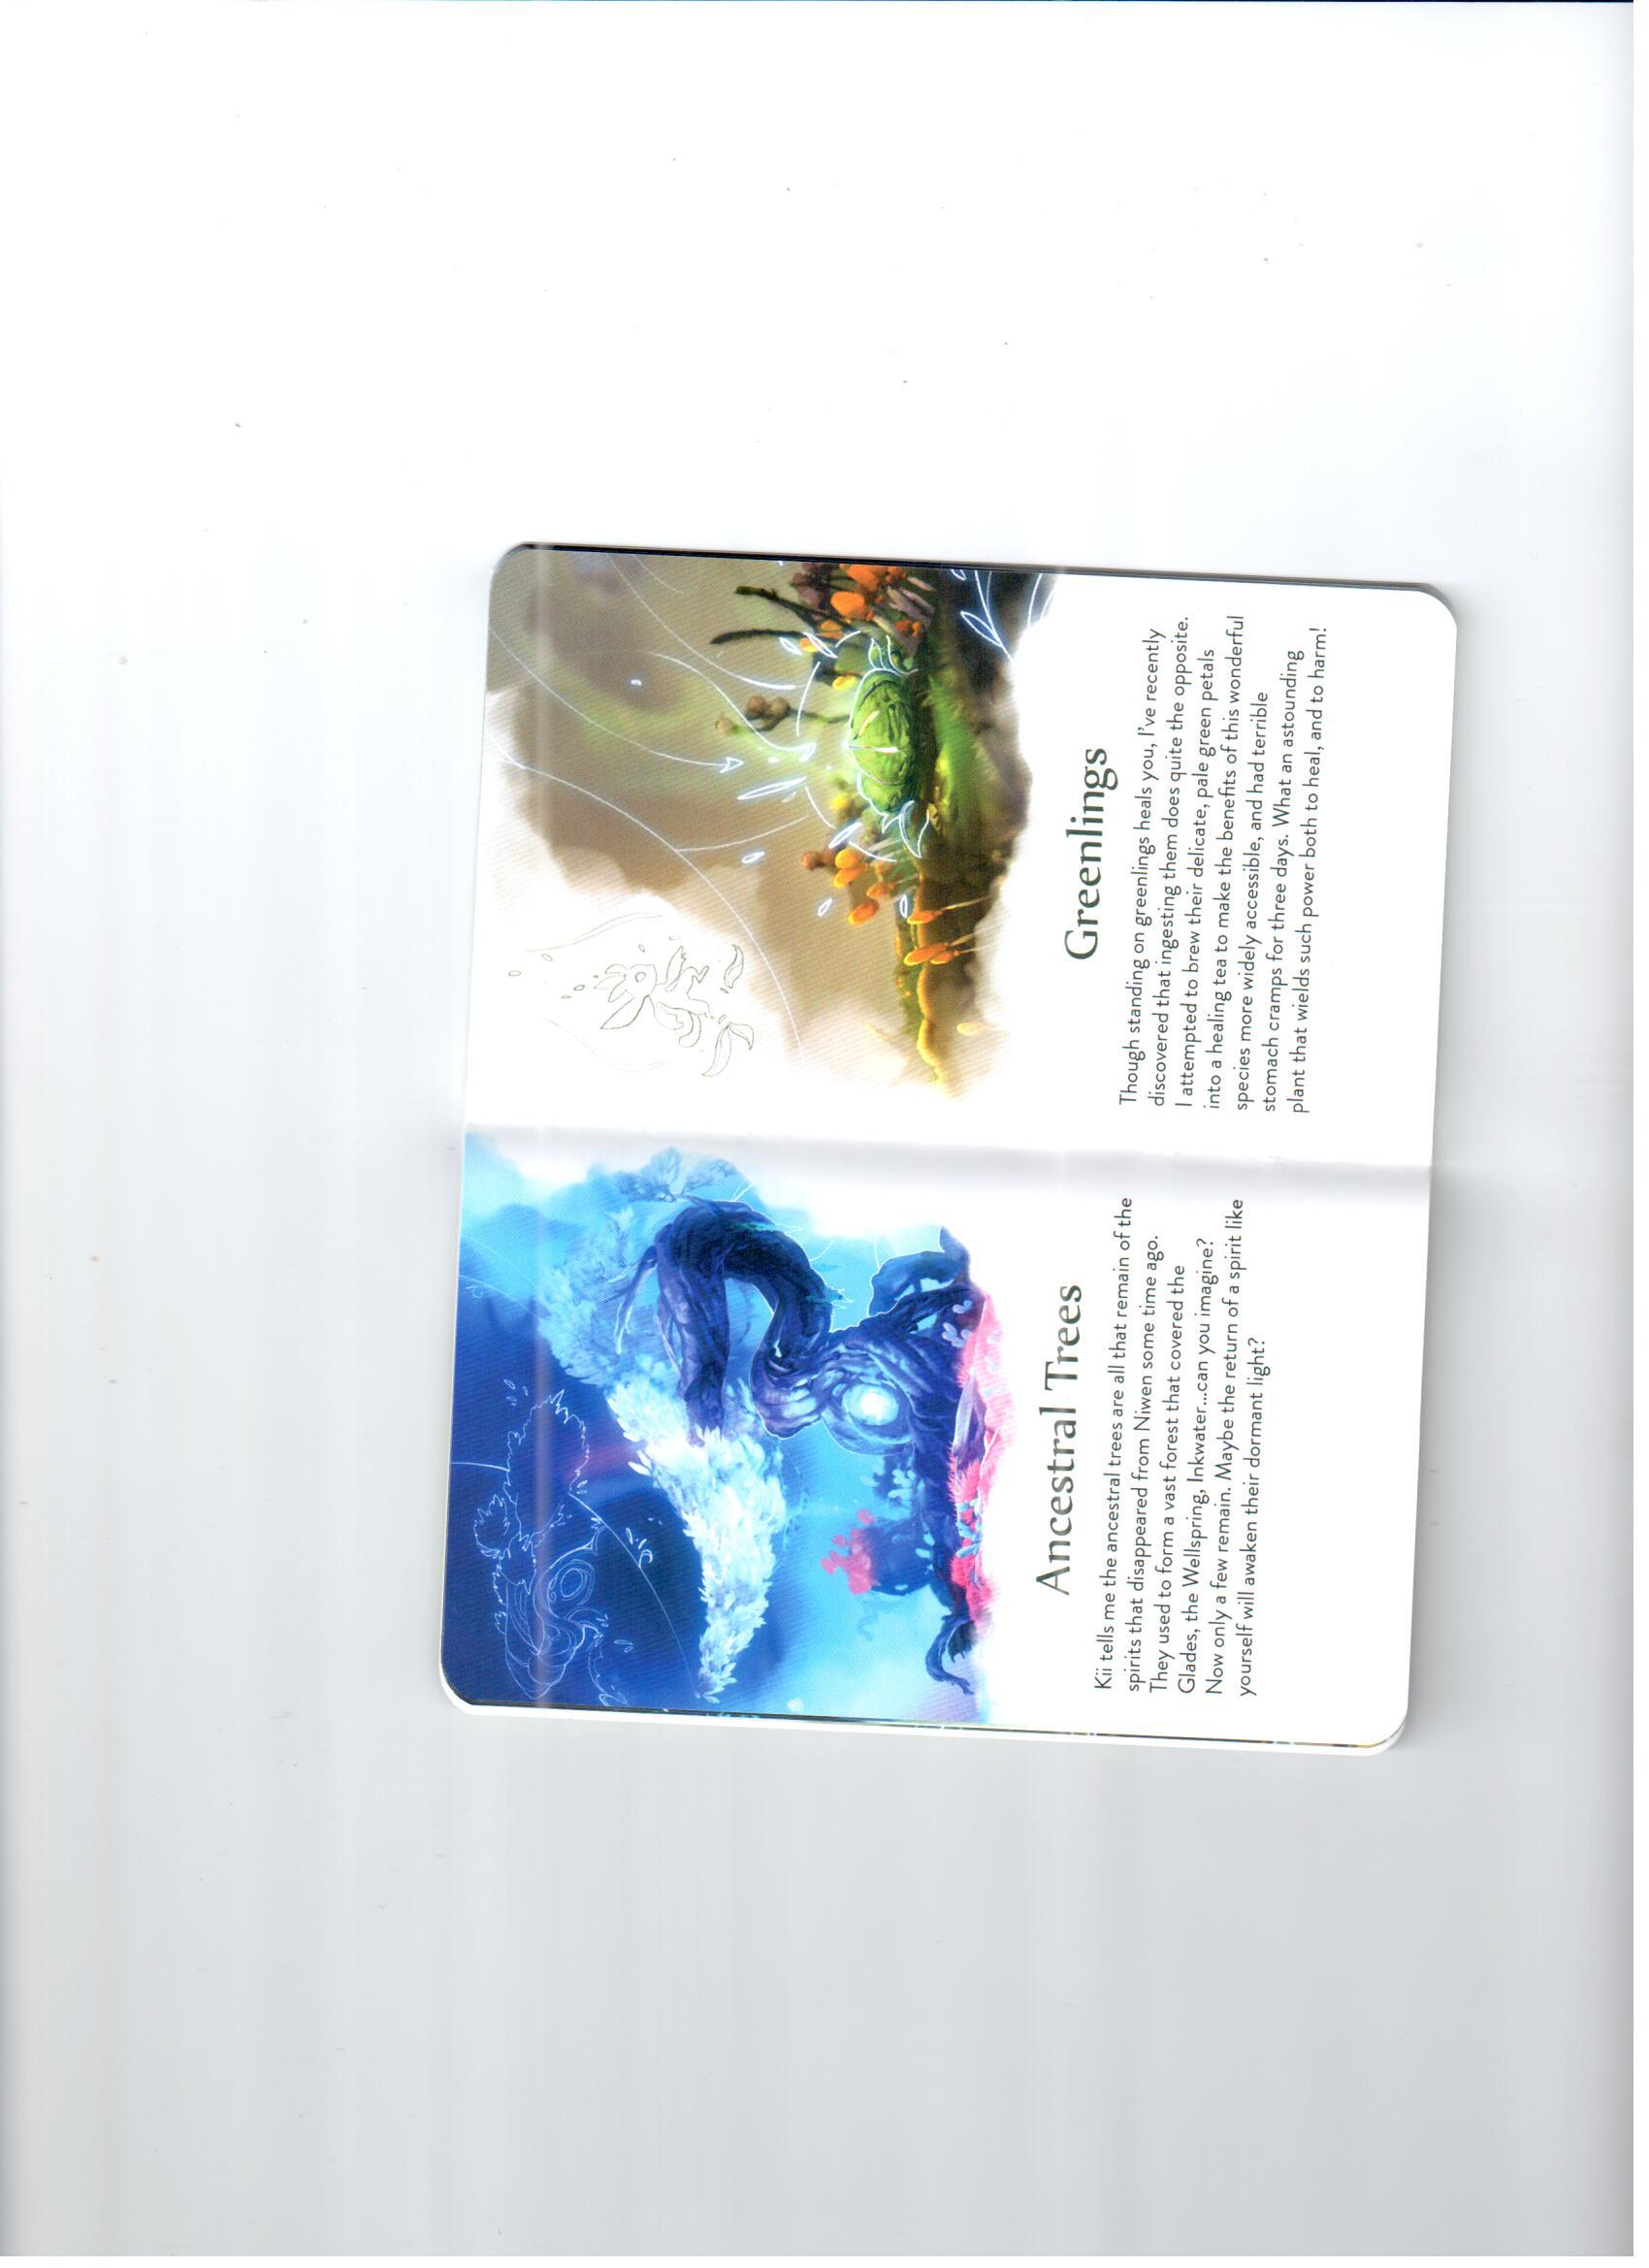 Ancestral Trees
Kii tells me the ancestral trees are all that remain of the
spirits that disappeared from Niwen some time ago.
They used to form a vast forest that covered the
Glades, the Wellspring, Inkwater...can you imagine?
Now only a few remain. Maybe the return of a spirit like
yourself will awaken their dormant light?
Greenlings
Though standing on greenlings heals you, I've recently
discovered that ingesting them does quite the opposite.
I attempted to brew their delicate, pale green petals
into a healing tea to make the benefits of this wonderful
species more widely accessible, and had terrible
stomach cramps for three days. What an astounding
plant that wields such power both to heal, and to harm!